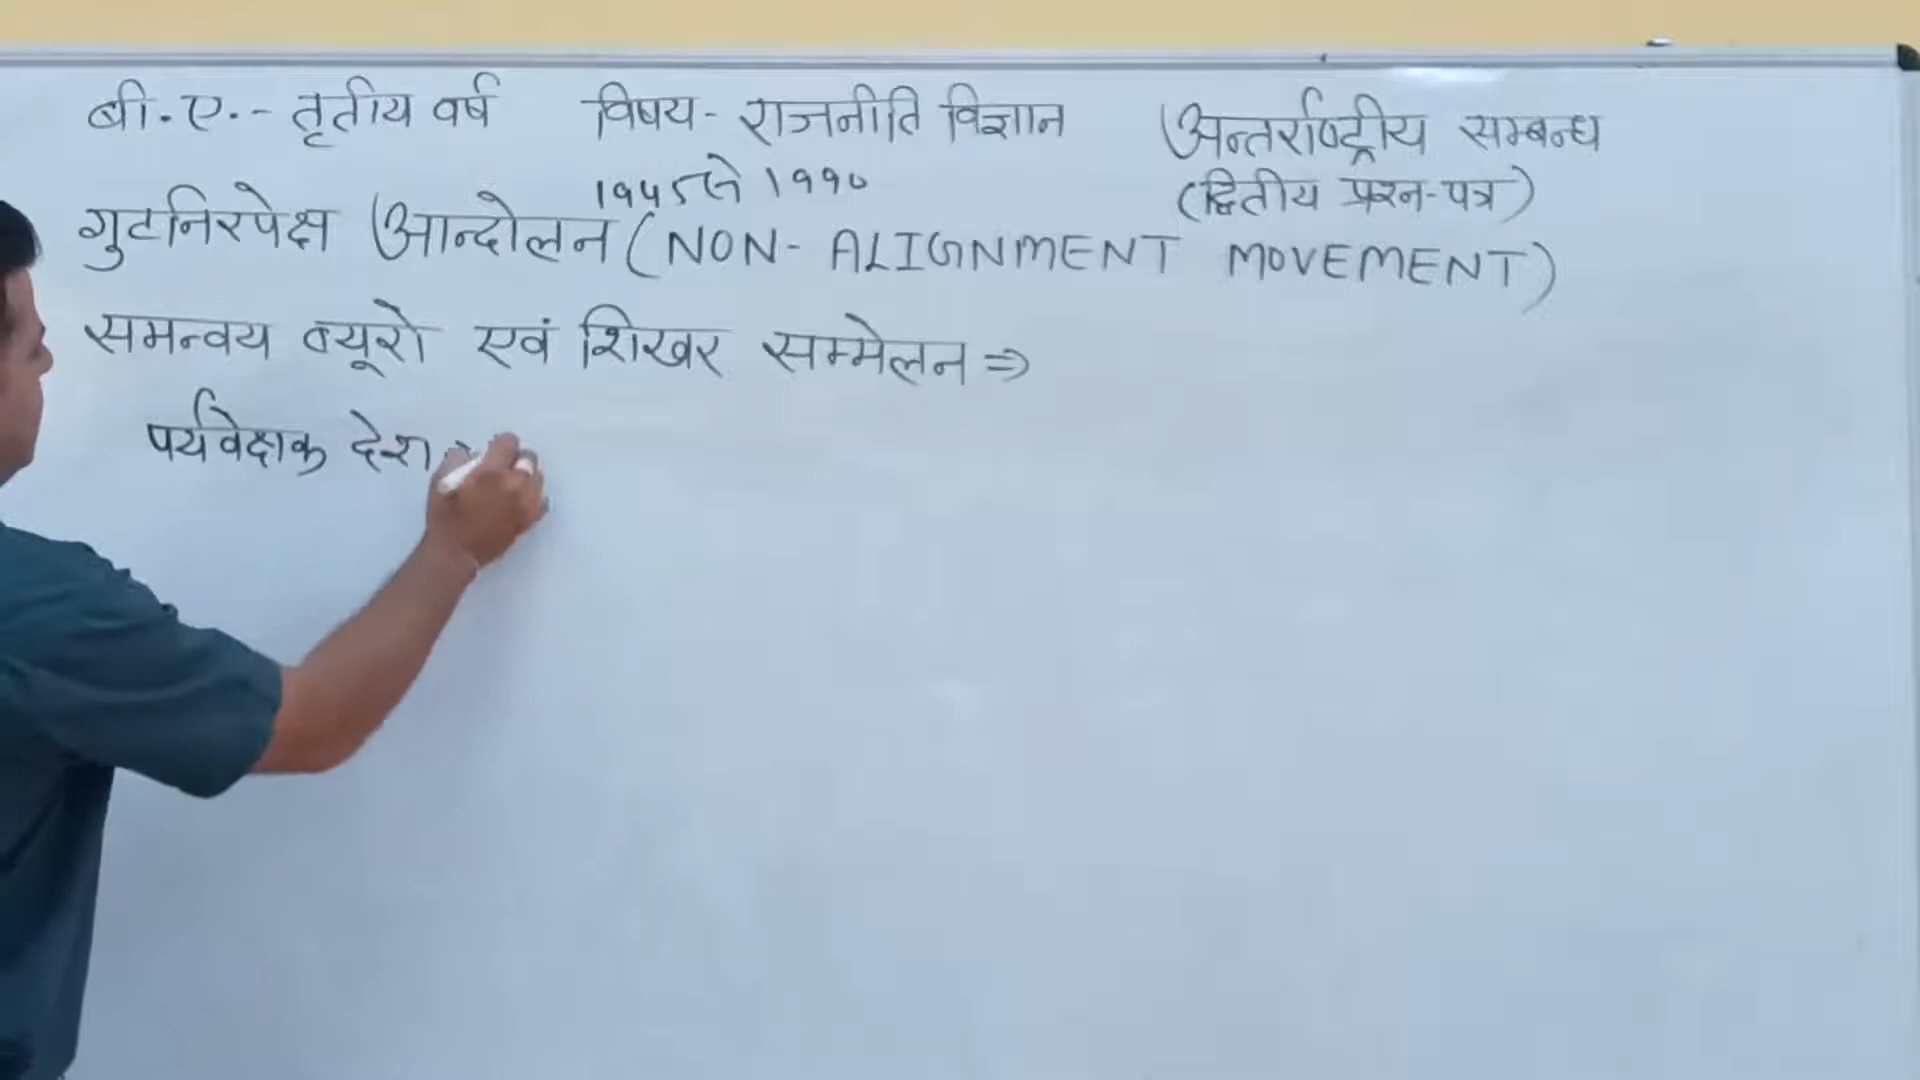 बी.ए.- तृतीय वर्ष विषय- राजनीति विज्ञान अन्तर्राष्ट्रीय सम्बन्ध
१९४५ से १९९० (द्वितीय प्रश्न-पत्र)
गुटनिरपेक्ष आन्दोलन (NON- ALIGNMENT MOVEMENT)
समन्वय ब्यूरो एवं शिखर सम्मेलन ⇒
पर्यवेक्षक देश -